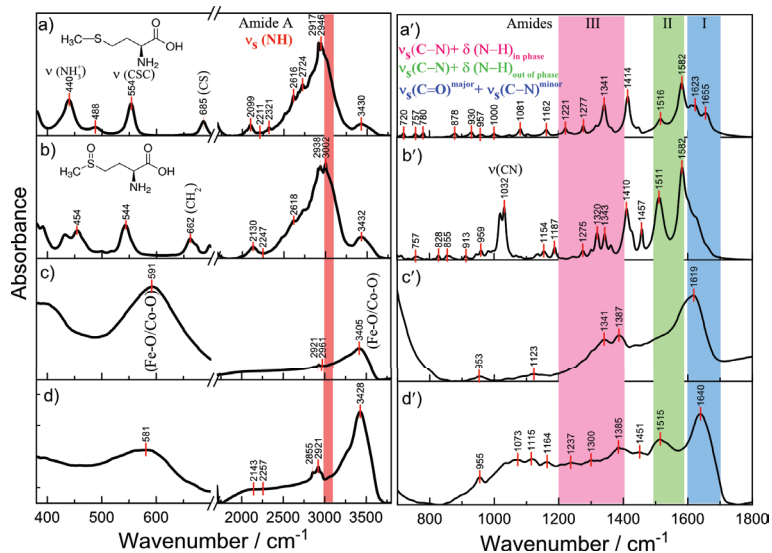 a)
H₃C
S
O
OH
NH₂
ν (NH₃⁺)
440
488
ν (CSC)
554
685 (CS)
Amide A
νs (NH)
2099
2211
2321
2616
2724
2917
2946
3430
b)
H₃C
O
S
O
OH
NH₂
454
544
662 (CH₂)
2130
2247
2618
2938
3002
3432
c)
591
(Fe-O/Co-O)
2921
2961
3405
(Fe-O/Co-O)
d)
581
2143
2257
2855
2921
3428
Absorbance
400 500 600 2000 2500 3000 3500
Wavenumber / cm⁻¹
a')
Amides III II I
νs(C–N)+ δ (N–H)in phase
νs(C–N)+ δ (N–H)out of phase
νs(C=O)major + νs(C–N)minor
720
757
780
878
930
957
1000
1081
1162
1221
1277
1341
1414
1516
1582
1623
1655
b')
ν(CN)
757
828
855
913
959
1032
1154
1187
1275
1320
1343
1410
1457
1511
1582
c')
953
1123
1341
1387
1619
d')
955
1073
1115
1164
1237
1300
1385
1451
1515
1640
800 1000 1200 1400 1600 1800
Wavenumber / cm⁻¹